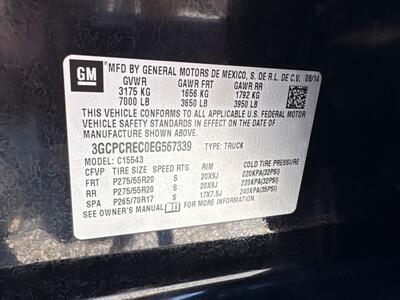 GM
*MFD BY GENERAL MOTORS DE MEXICO, S. DE R.L. DE C.V. 08/14
GVWR GAWR FRT GAWR RR
3175 KG 1656 KG 1792 KG
7000 LB 3650 LB 3950 LB
THIS VEHICLE CONFORMS TO ALL APPLICABLE U.S. FEDERAL MOTOR
VEHICLE SAFETY STANDARDS IN EFFECT ON THE DATE OF
MANUFACTURE SHOWN ABOVE.
3GCPCREC0EG567339 TYPE: TRUCK
MODEL: C15543
CFVP TIRE SIZE SPEED RTG RIM COLD TIRE PRESSURE
FRT P275/55R20 S 20X9J 220KPA(32PSI)
RR P275/55R20 S 20X9J 220KPA(32PSI)
SPA P265/70R17 S 17X7.5J 240KPA(35PSI)
SEE OWNER'S MANUAL FOR MORE INFORMATION.